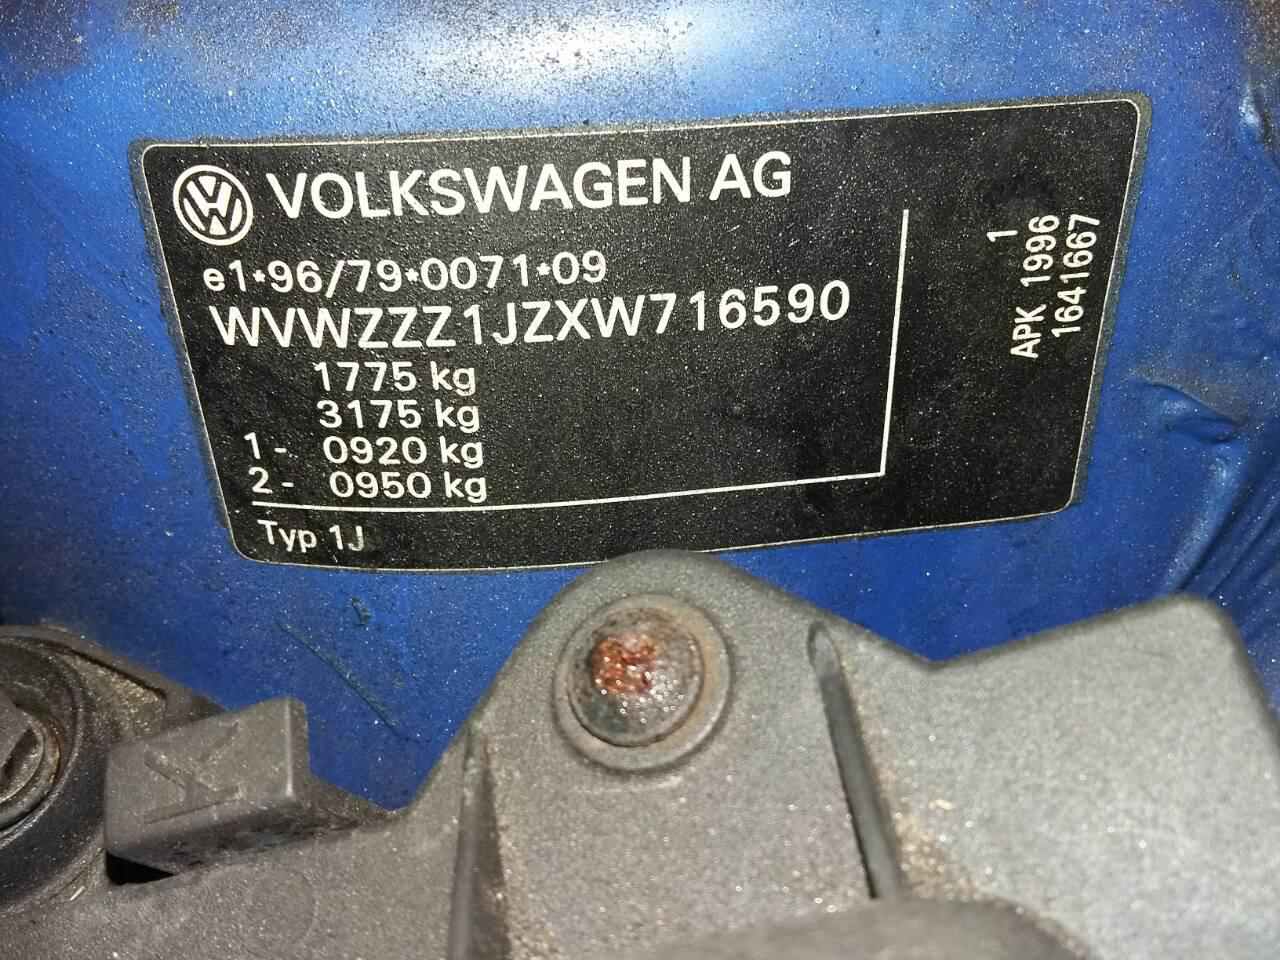 VOLKSWAGEN AG
e1*96/79*0071*09
WVWZZZ1JZXW716590
1775 kg
3175 kg
1- 0920 kg
2- 0950 kg
Typ 1J
1
APK 1996
1641667